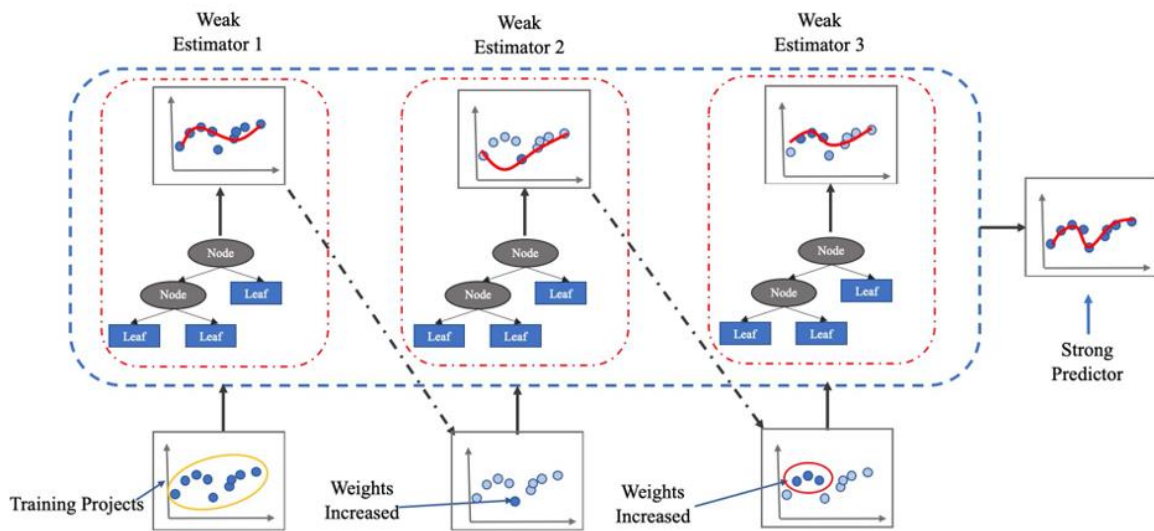 Weak
Estimator 1
Weak
Estimator 2
Weak
Estimator 3
Node
Node
Leaf
Leaf
Leaf
Node
Node
Leaf
Leaf
Leaf
Node
Node
Leaf
Leaf
Leaf
Strong
Predictor
Training Projects
Weights
Increased
Weights
Increased